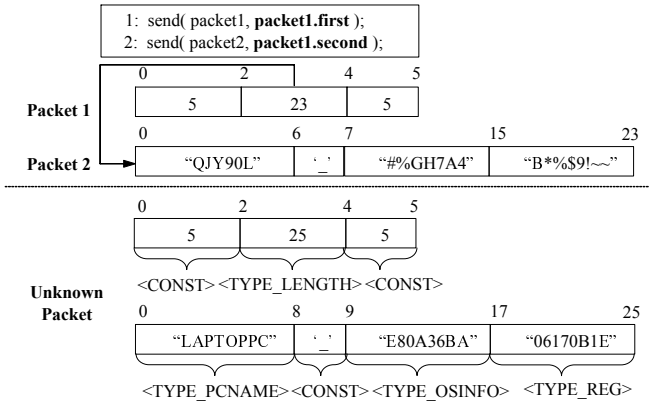 1: send( packet1, packet1.first );
2: send( packet2, packet1.second );
0 2 4 5
Packet 1 5 23 5
0 6 7 15 23
Packet 2 “QJY90L” ‘_’ “#%GH7A4” “B*%$9!~~”
0 2 4 5
5 25 5
<CONST> <TYPE_LENGTH> <CONST>
Unknown
Packet
0 8 9 17 25
“LAPTOPPC” ‘_’ “E80A36BA” “06170B1E”
<TYPE_PCNAME> <CONST> <TYPE_OSINFO> <TYPE_REG>